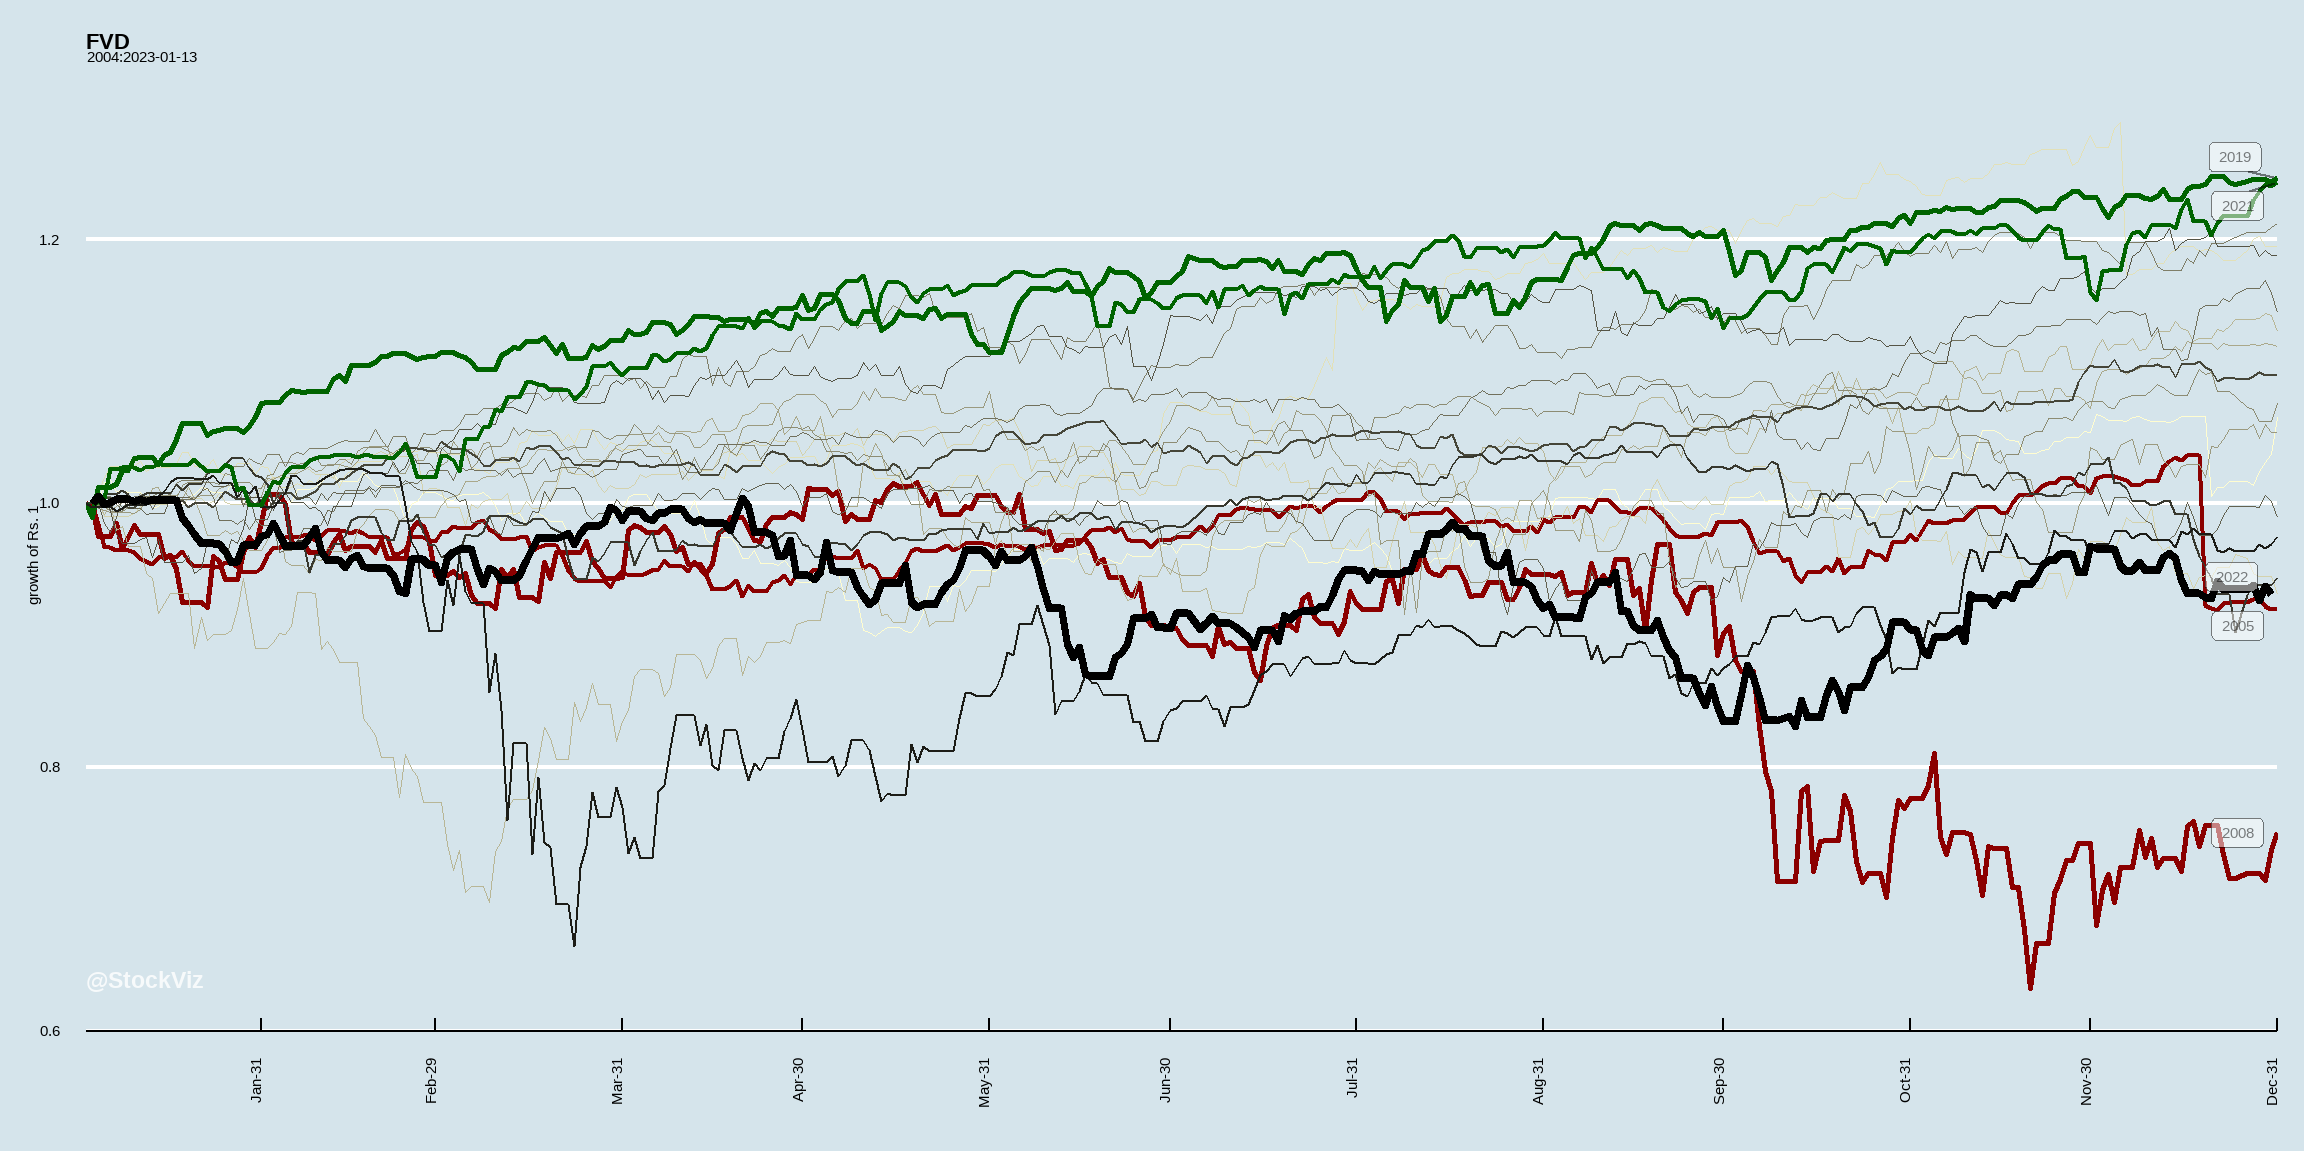 FVD
2004:2023-01-13
2019
2021
1.2
1.0
growth of Rs. 1
2022
2005
0.8
2008
@StockViz
0.6
Jan-31
Feb-29
Mar-31
Apr-30
May-31
Jun-30
Jul-31
Aug-31
Sep-30
Oct-31
Nov-30
Dec-31